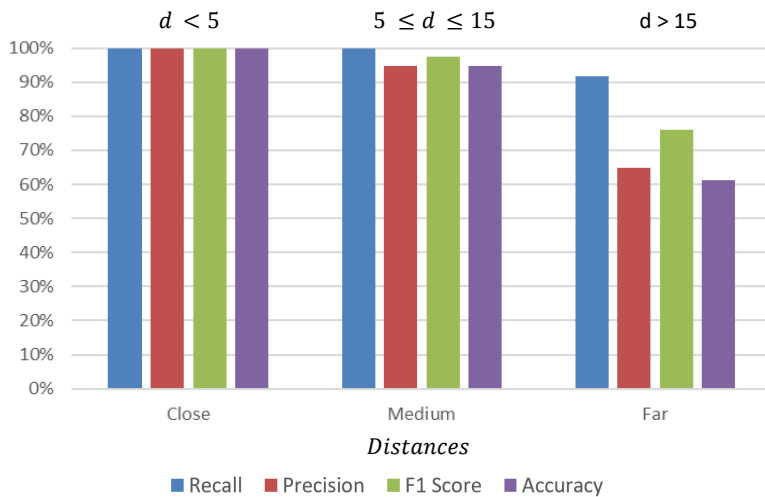 d < 5 5 ≤ d ≤ 15 d > 15
100%
90%
80%
70%
60%
50%
40%
30%
20%
10%
0%
Close Medium Far
Distances
Recall Precision F1 Score Accuracy